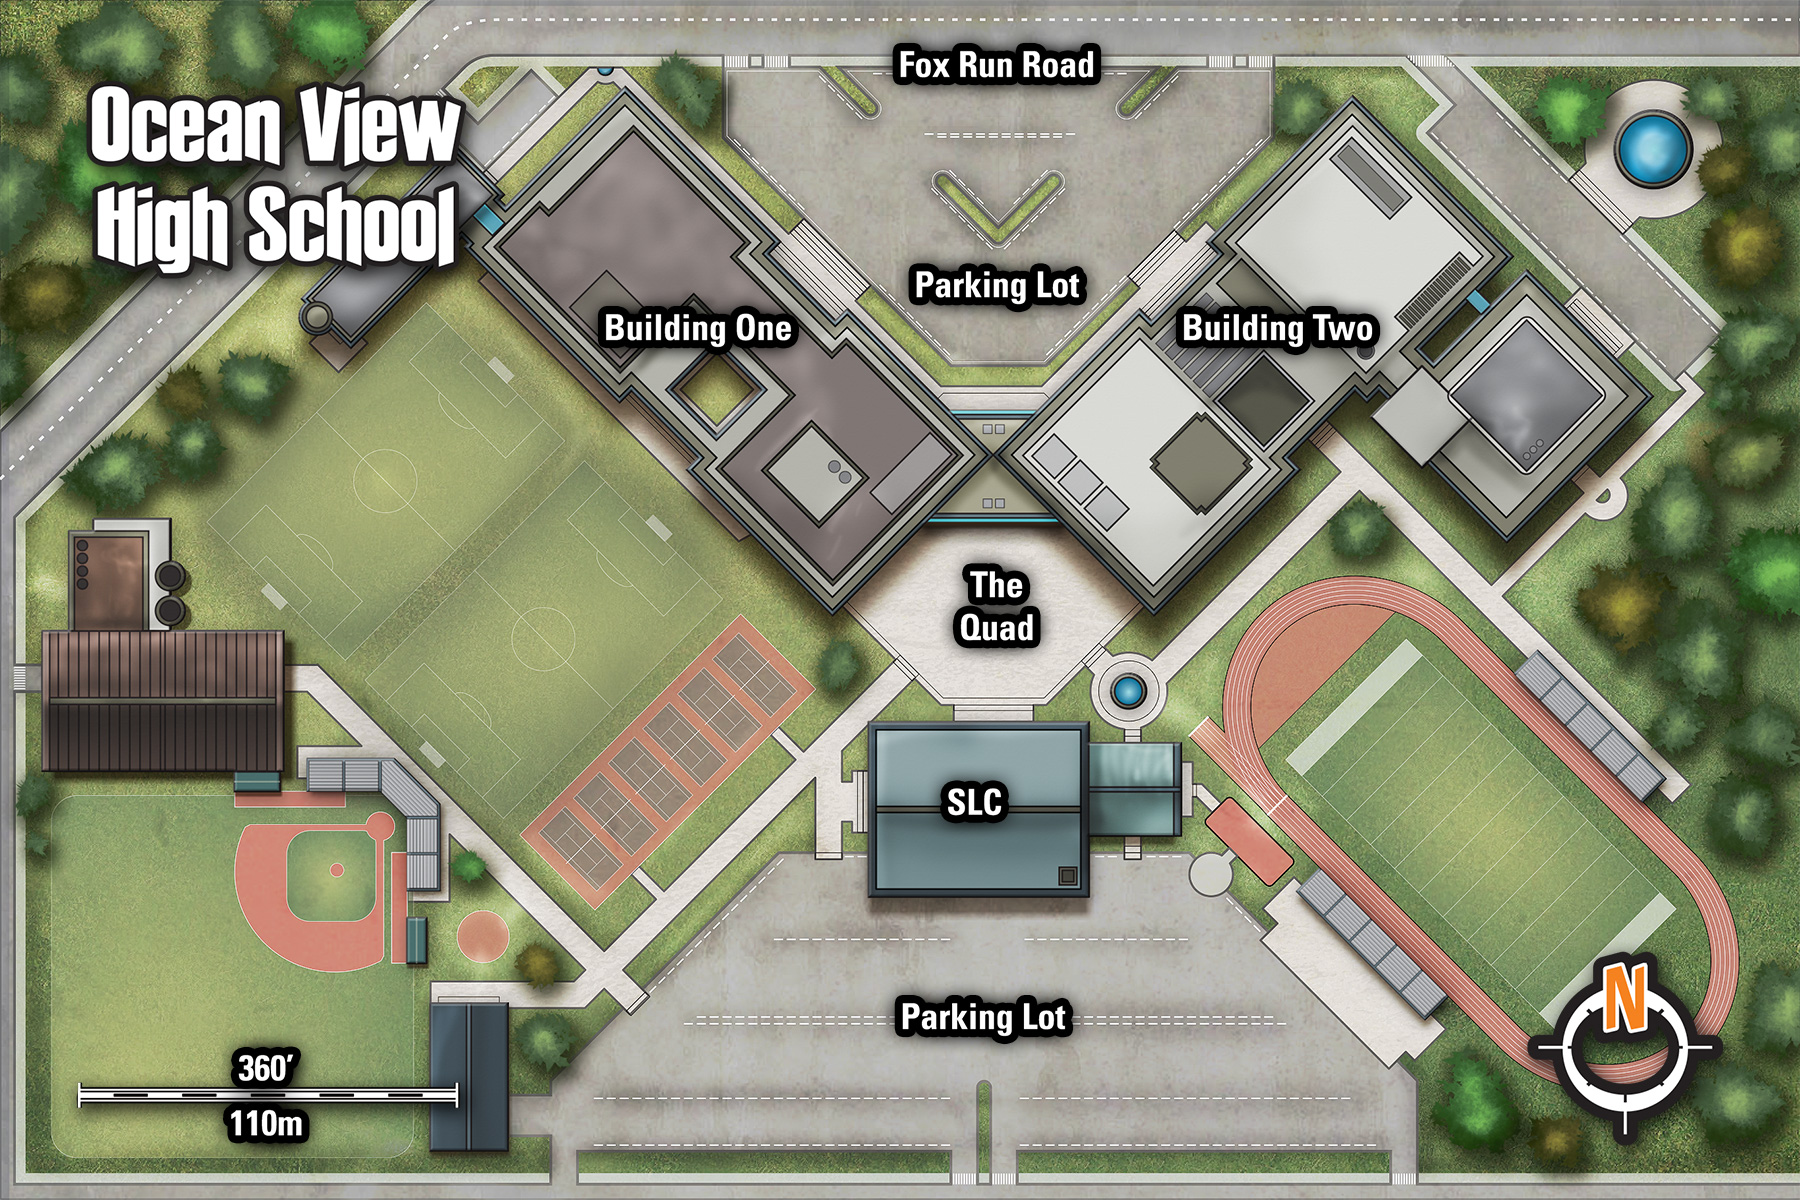 Ocean View
High School
Fox Run Road
Parking Lot
Building One
Building Two
The
Quad
SLC
Parking Lot
N
360'
110m